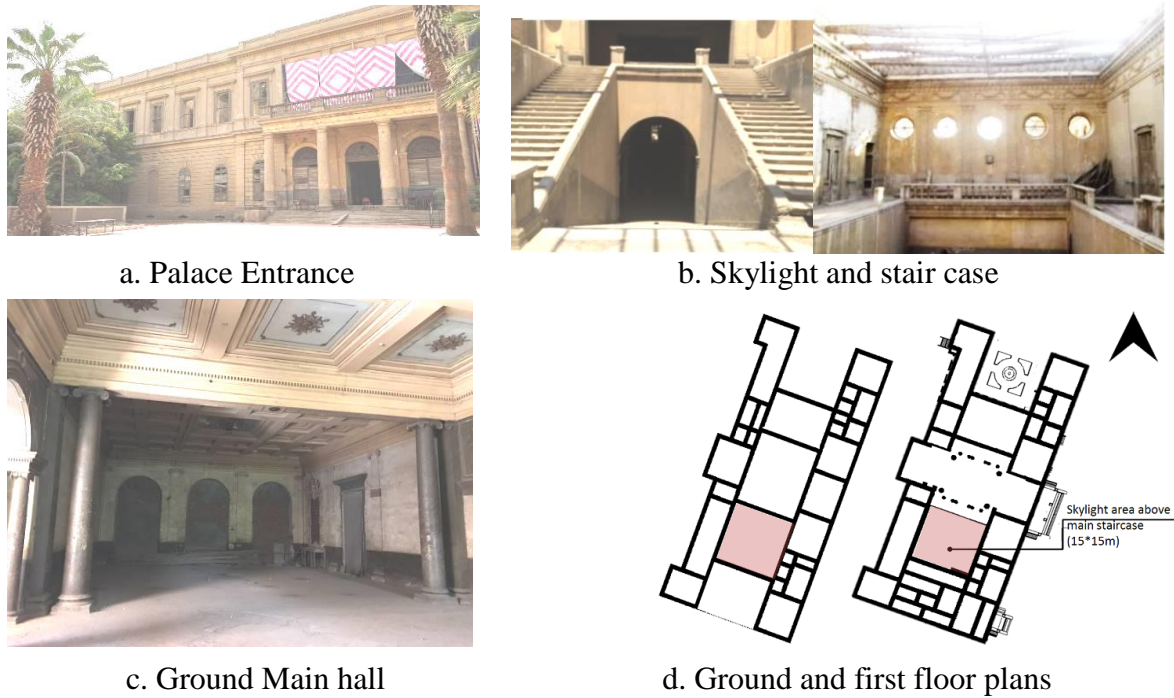 a. Palace Entrance
b. Skylight and stair case
Skylight area above
main staircase
(15*15m)
c. Ground Main hall
d. Ground and first floor plans